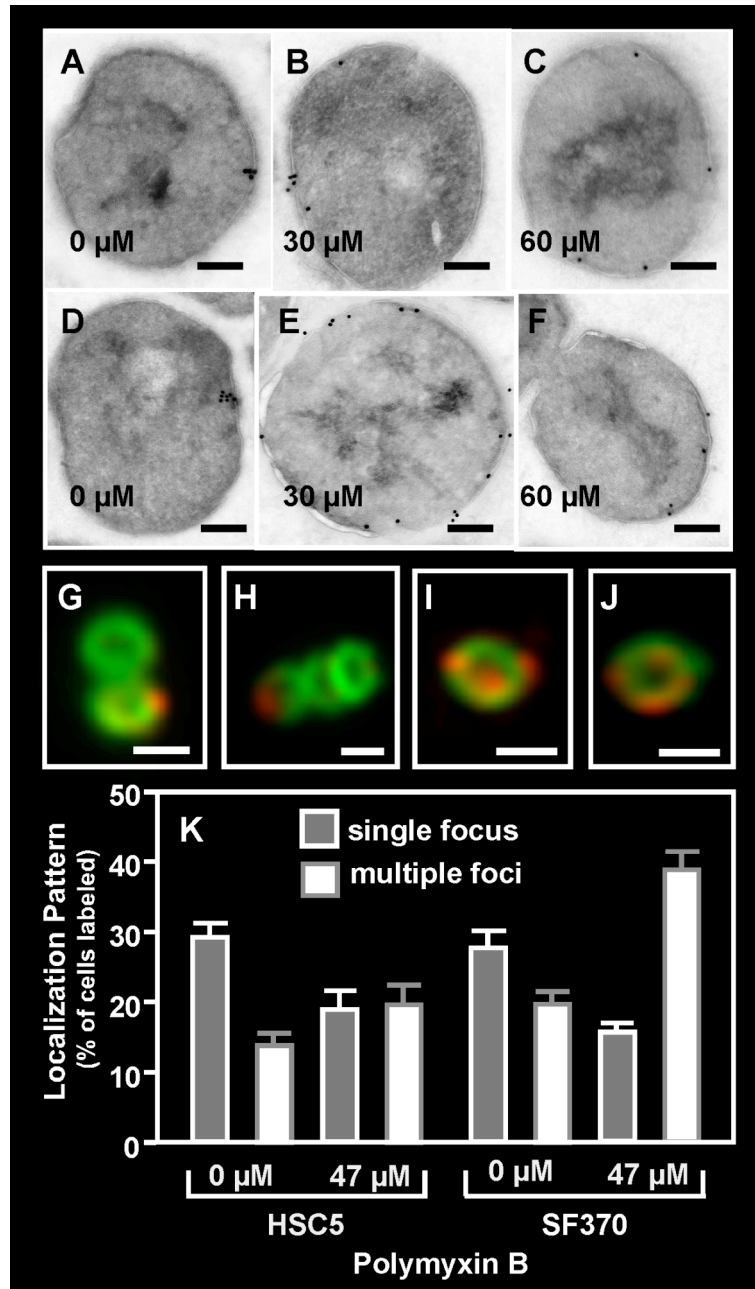 A B C
0 µM 30 µM 60 µM
D E F
0 µM 30 µM 60 µM
G H I J
50
40
30
20
10
0
Localization Pattern
(% of cells labeled)
K
single focus
multiple foci
0 µM 47 µM 0 µM 47 µM
HSC5 SF370
Polymyxin B